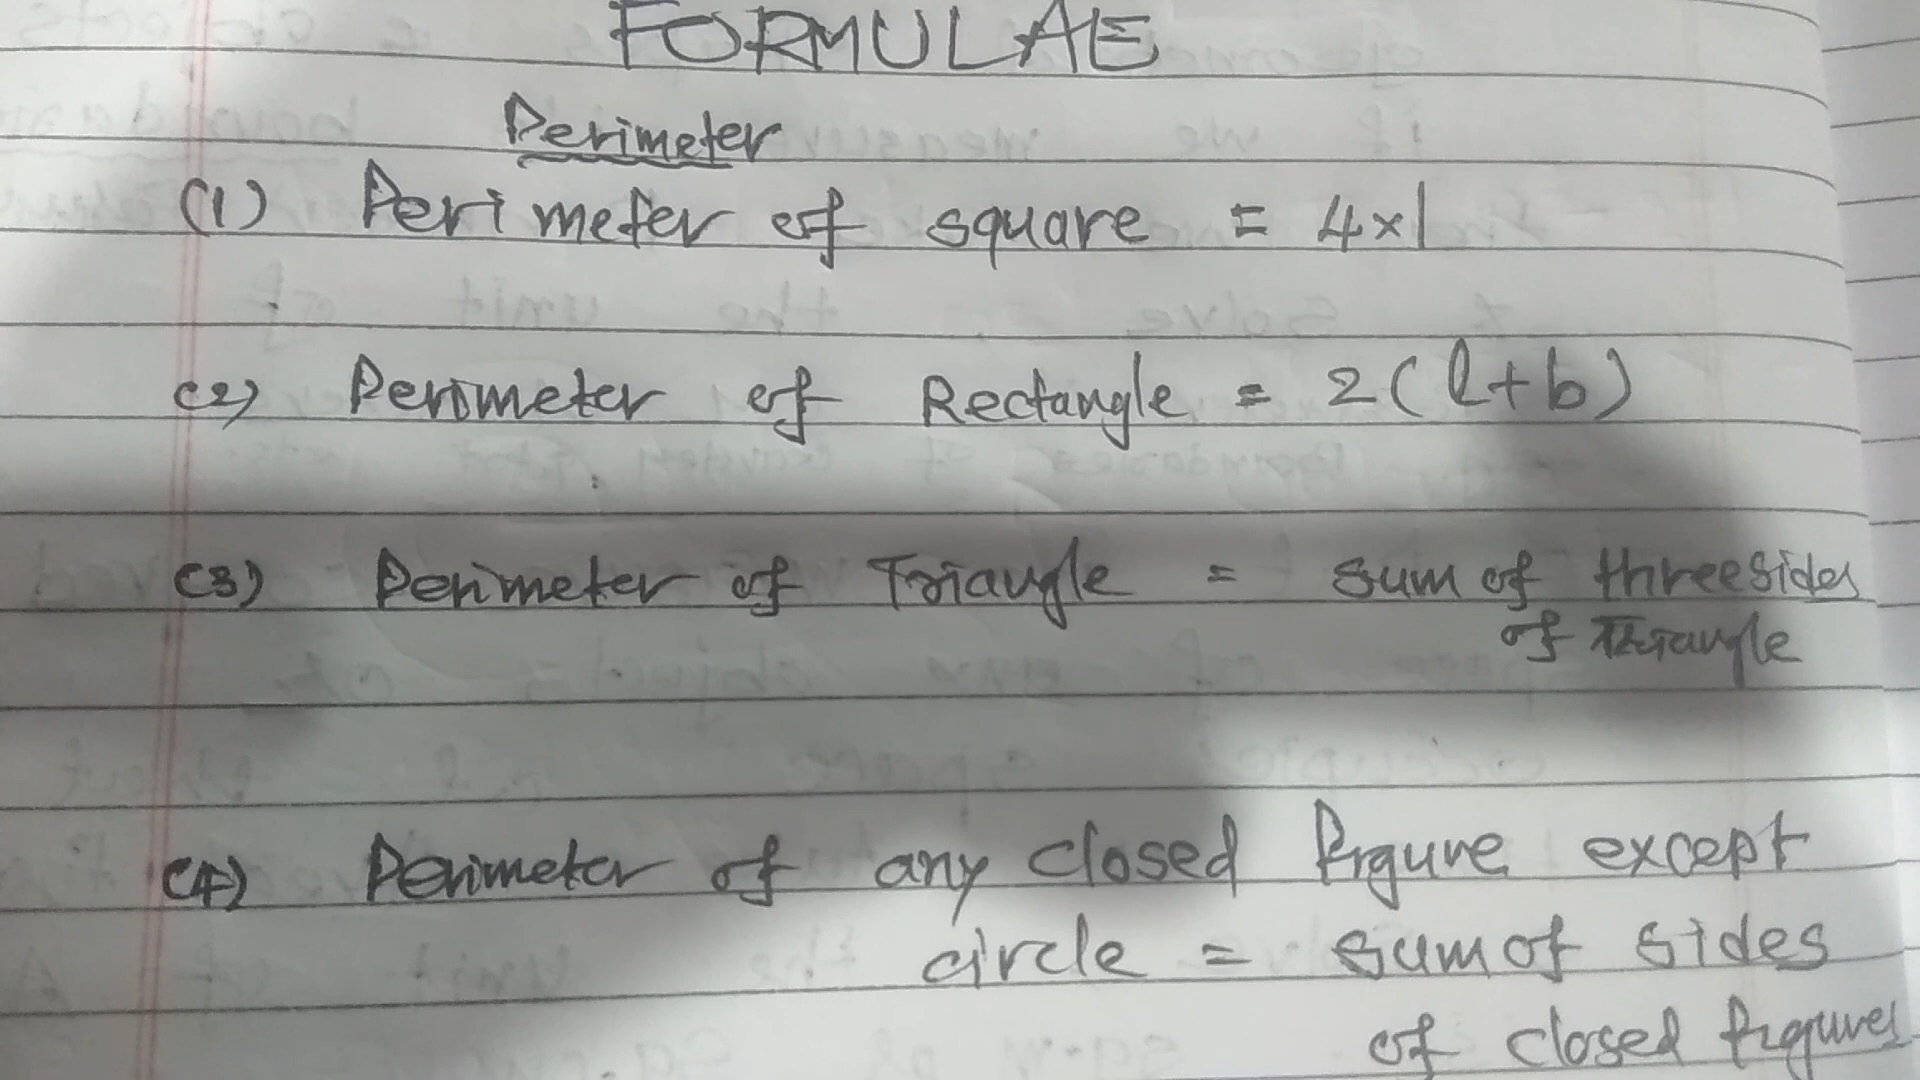 FORMULAE
Perimeter
(1) Perimeter of square = 4×l
(2) Perimeter of Rectangle = 2(l+b)
(3) Perimeter of Triangle = sum of three sides
of Triangle
(4) Perimeter of any closed figure except
circle = sum of sides
of closed figures